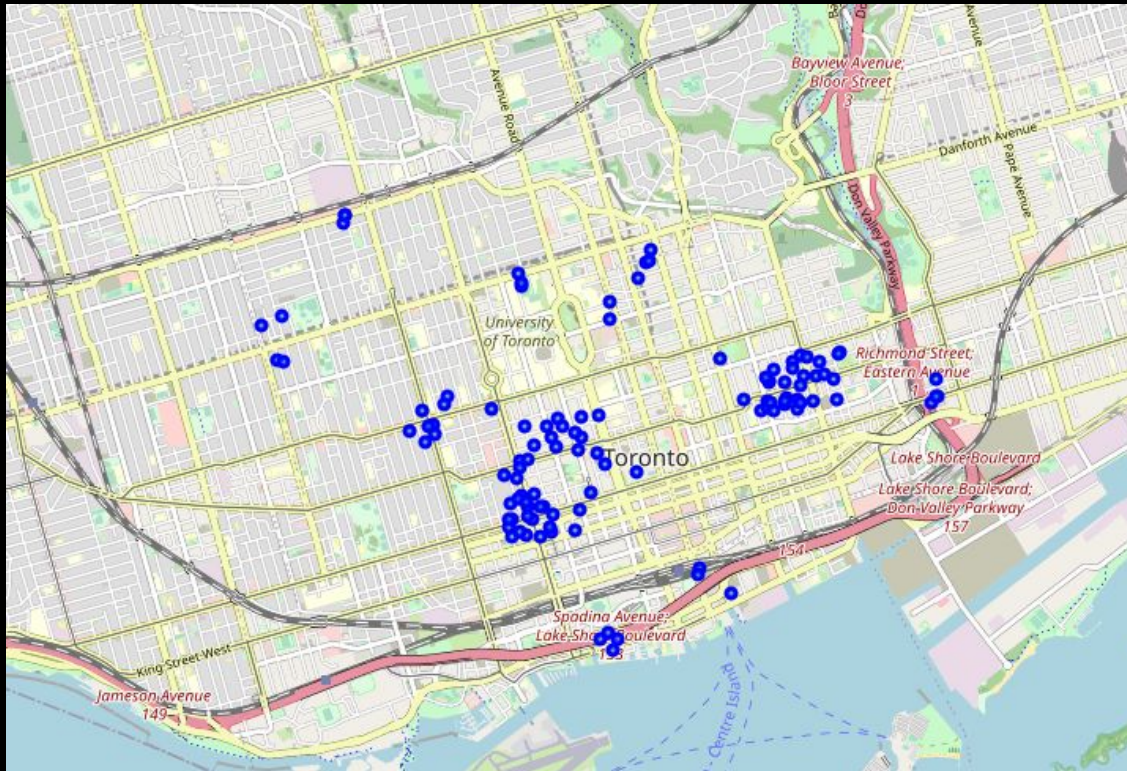 Avenue Road
Bayview Avenue;
Bloor Street
3
Danforth Avenue
Pape Avenue
Don Valley Parkway
University
of Toronto
Richmond Street;
Eastern Avenue
1
Toronto
Lake Shore Boulevard
Lake Shore Boulevard;
Don Valley Parkway
157
154
Spadina Avenue;
Lake Shore Boulevard
153
King Street West
Jameson Avenue
149
Centre Island